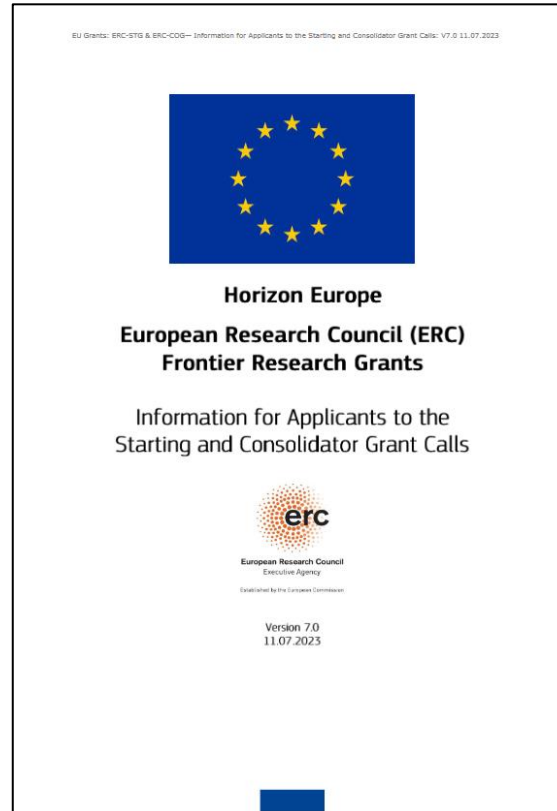 EU Grants: ERC-STG & ERC-COG— Information for Applicants to the Starting and Consolidator Grant Calls: V7.0 11.07.2023
Horizon Europe
European Research Council (ERC)
Frontier Research Grants
Information for Applicants to the
Starting and Consolidator Grant Calls
erc
European Research Council
Executive Agency
Established by the European Commission
Version 7.0
11.07.2023